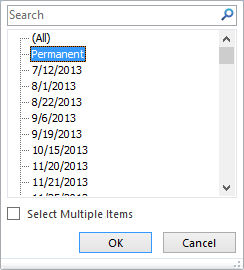 Search
(All)
Permanent
7/12/2013
8/1/2013
8/22/2013
9/6/2013
9/19/2013
10/15/2013
11/20/2013
11/21/2013
Select Multiple Items
OK
Cancel